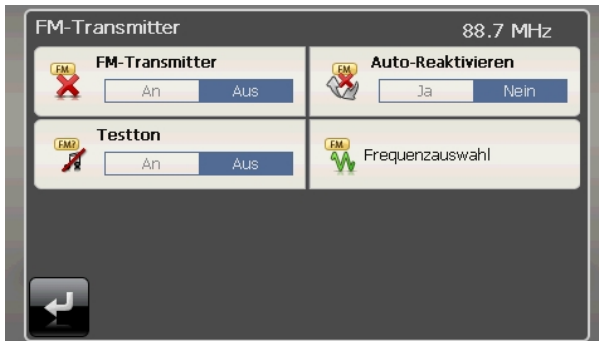 FM-Transmitter 88.7 MHz
FM FM-Transmitter
An Aus
FM Auto-Reaktivieren
Ja Nein
FM? Testton
An Aus
FM Frequenzauswahl